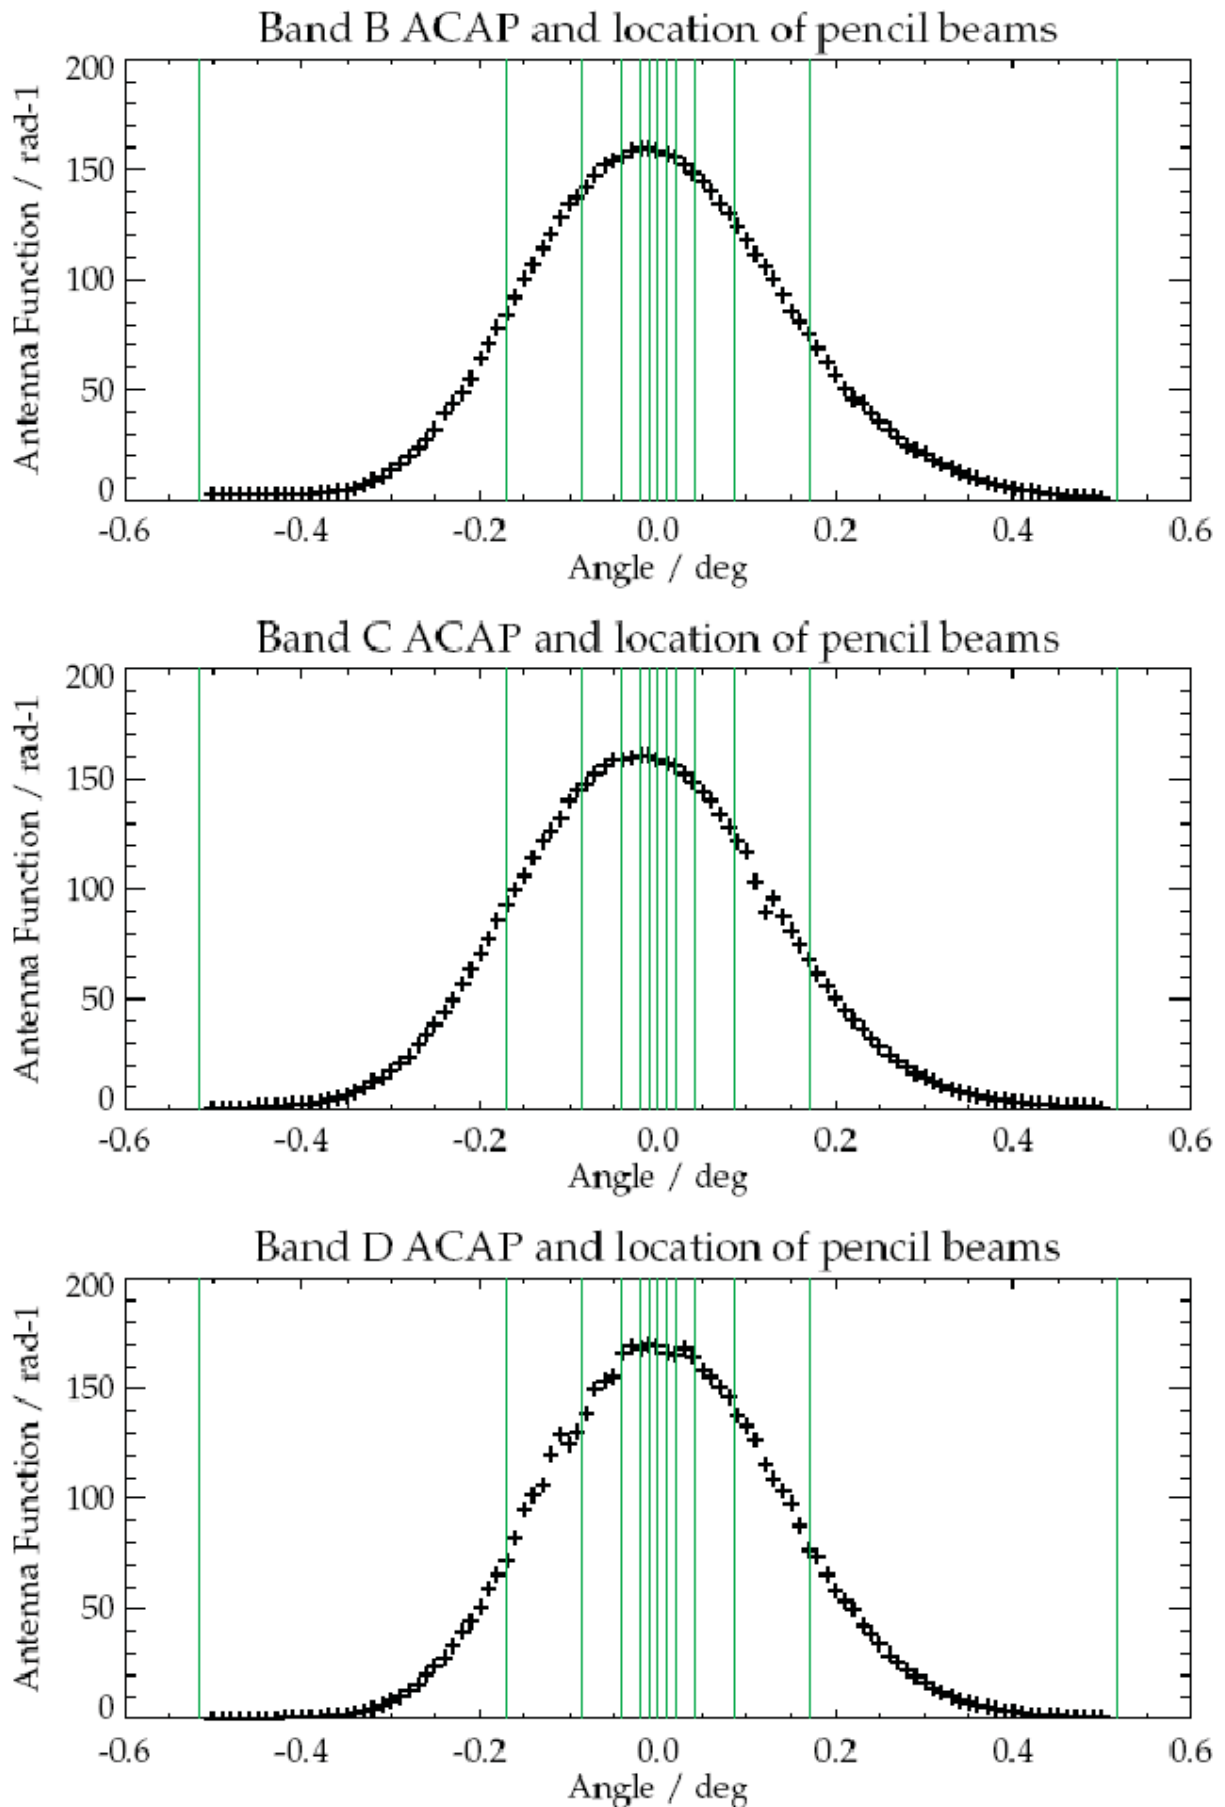 Band B ACAP and location of pencil beams
Antenna Function / rad-1
200
150
100
50
0
-0.6 -0.4 -0.2 0.0 0.2 0.4 0.6
Angle / deg
Band C ACAP and location of pencil beams
Antenna Function / rad-1
200
150
100
50
0
-0.6 -0.4 -0.2 0.0 0.2 0.4 0.6
Angle / deg
Band D ACAP and location of pencil beams
Antenna Function / rad-1
200
150
100
50
0
-0.6 -0.4 -0.2 0.0 0.2 0.4 0.6
Angle / deg